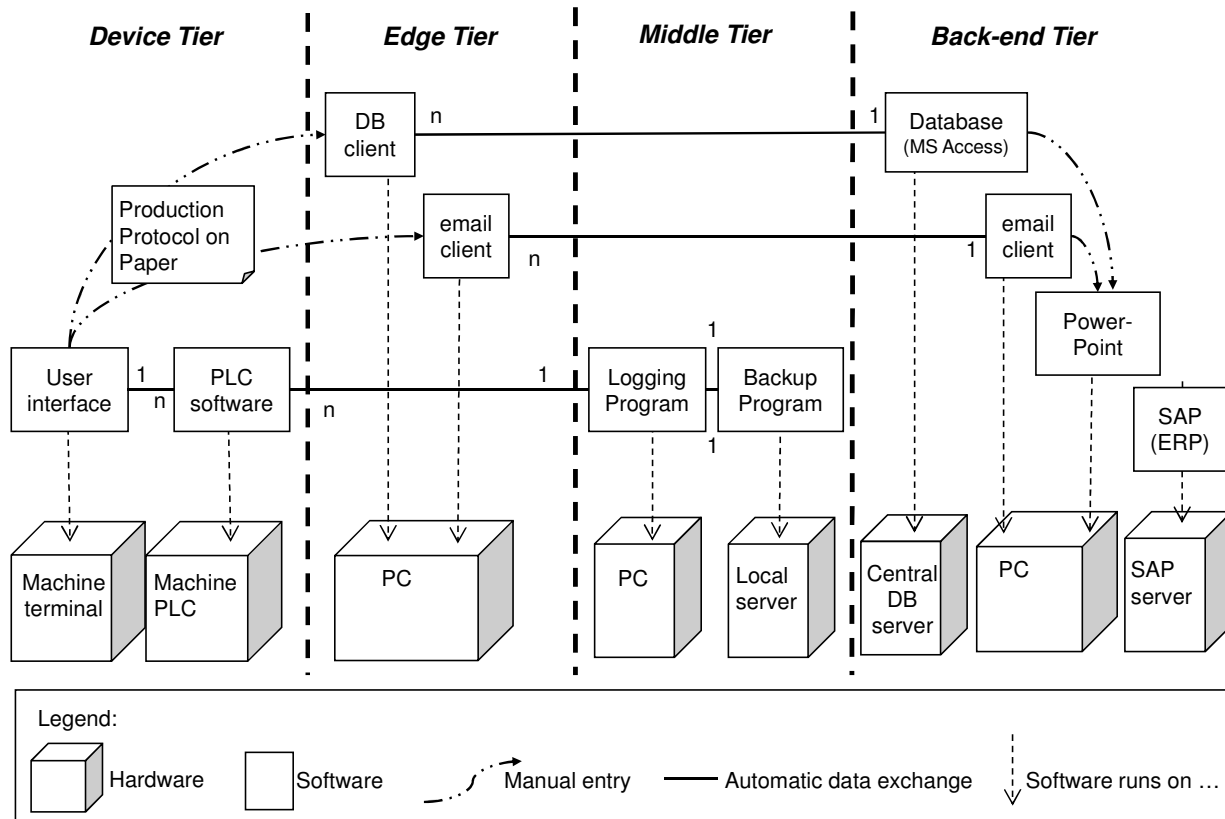 Device Tier
Edge Tier
Middle Tier
Back-end Tier
DB
client
n
1
Database
(MS Access)
Production
Protocol on
Paper
email
client
n
1
email
client
Power-
Point
User
interface
1
n
PLC
software
n
1
Logging
Program
1
1
Backup
Program
SAP
(ERP)
Machine
terminal
Machine
PLC
PC
PC
Local
server
Central
DB
server
PC
SAP
server
Legend:
Hardware
Software
Manual entry
Automatic data exchange
Software runs on …